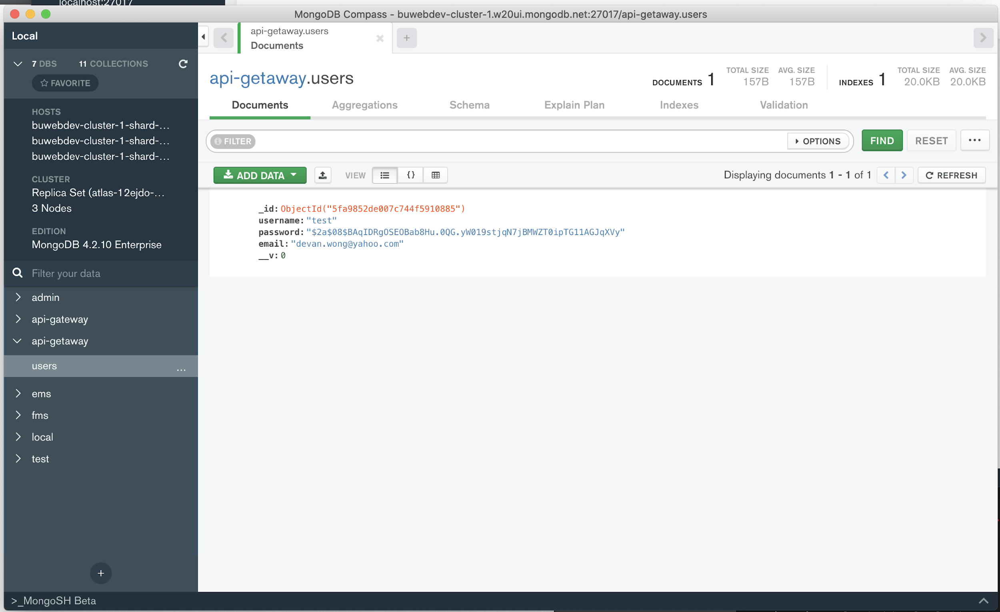 localhost:27017
MongoDB Compass - buwebdev-cluster-1.w20ui.mongodb.net:27017/api-getaway.users
Local
7 DBS 11 COLLECTIONS
FAVORITE
HOSTS
buwebdev-cluster-1-shard-...
buwebdev-cluster-1-shard-...
buwebdev-cluster-1-shard-...
CLUSTER
Replica Set (atlas-12ejdo-...
3 Nodes
EDITION
MongoDB 4.2.10 Enterprise
Filter your data
admin
api-gateway
api-getaway
users ...
ems
fms
local
test
+
>_MongoSH Beta
api-getaway.users
Documents
+
api-getaway.users
DOCUMENTS 1 TOTAL SIZE 157B AVG. SIZE 157B INDEXES 1 TOTAL SIZE 20.0KB AVG. SIZE 20.0KB
Documents Aggregations Schema Explain Plan Indexes Validation
FILTER OPTIONS FIND RESET ...
ADD DATA VIEW {} Displaying documents 1 - 1 of 1 REFRESH
_id: ObjectId("5fa9852de007c744f5910885")
username: "test"
password: "$2a$08$BAqIDRgOSEOBab8Hu.0QG.yW019stjqN7jBMWZT0ipTG11AGJqXVy"
email: "devan.wong@yahoo.com"
__v: 0